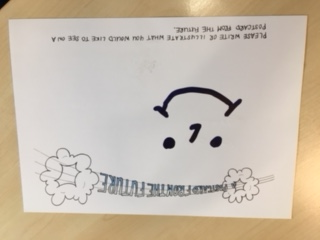 A POSTCARD FROM THE FUTURE
PLEASE WRITE OR ILLUSTRATE WHAT YOU WOULD LIKE TO SEE ON A
POSTCARD FROM THE FUTURE.